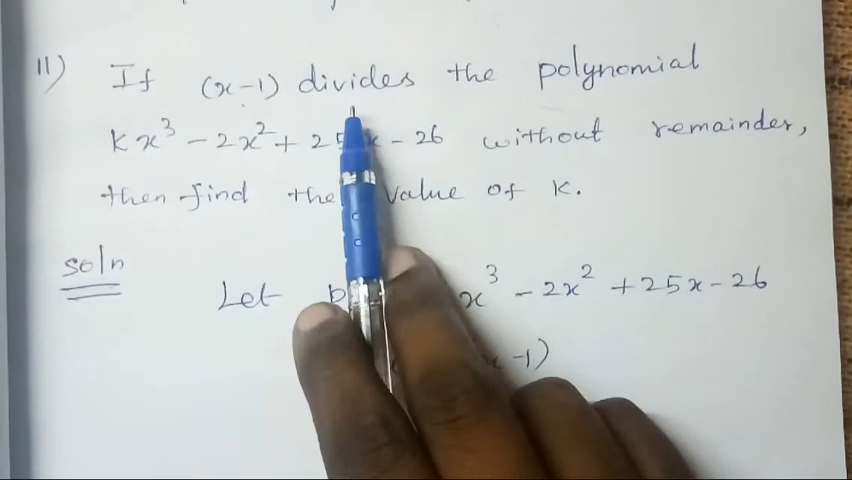 11) If (x-1) divides the polynomial
Kx³ - 2x² + 25x - 26 without remainder,
then find the value of K.
Soln
Let x³ - 2x² + 25x - 26
x-1)